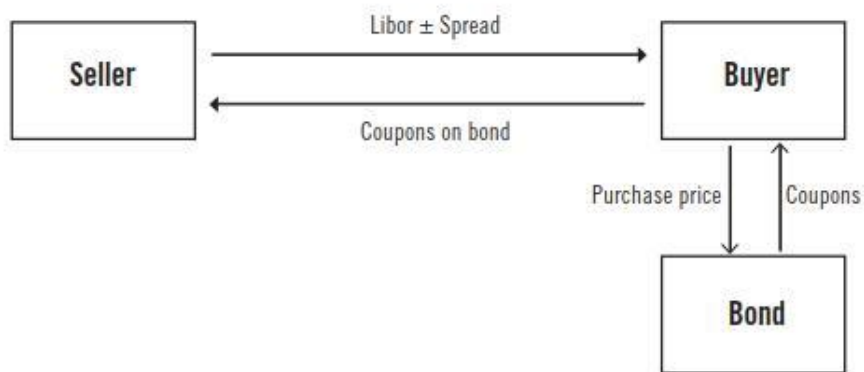 Libor ± Spread
Seller
Buyer
Coupons on bond
Purchase price
Coupons
Bond